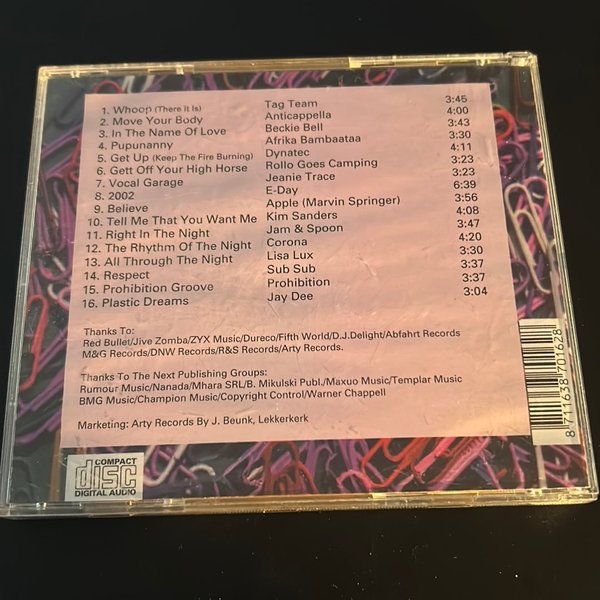 1. Whoop (There It Is) Tag Team 3:45
2. Move Your Body Anticappella 4:00
3. In The Name Of Love Beckie Bell 3:43
4. Pupunanny Afrika Bambaataa 3:30
5. Get Up (Keep The Fire Burning) Dynatec 4:11
6. Gett Off Your High Horse Rollo Goes Camping 3:23
7. Vocal Garage Jeanie Trace 3:23
8. 2002 E-Day 6:39
9. Believe Apple (Marvin Springer) 3:56
10. Tell Me That You Want Me Kim Sanders 4:08
11. Right In The Night Jam & Spoon 3:47
12. The Rhythm Of The Night Corona 4:20
13. All Through The Night Lisa Lux 3:30
14. Respect Sub Sub 3:37
15. Prohibition Groove Prohibition 3:37
16. Plastic Dreams Jay Dee 3:04
Thanks To:
Red Bullet/Jive Zomba/ZYX Music/Dureco/Fifth World/D.J.Delight/Abfahrt Records
M&G Records/DNW Records/R&S Records/Arty Records.
Thanks To The Next Publishing Groups:
Rumour Music/Nanada/Mhara SRL/B. Mikulski Publ./Maxuo Music/Templar Music
BMG Music/Champion Music/Copyright Control/Warner Chappell
Marketing: Arty Records By J. Beunk, Lekkerkerk
COMPACT
disc
DIGITAL AUDIO
8 711638 701628